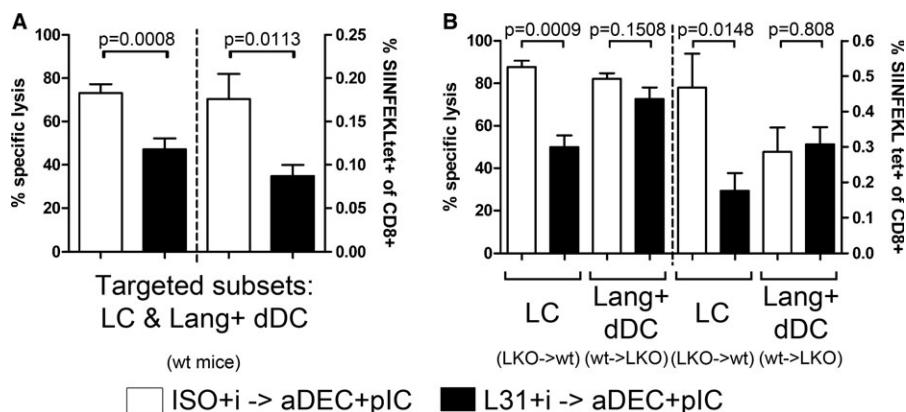 A
p=0.0008
p=0.0113
100
80
60
40
20
0
% specific lysis
0.25
0.20
0.15
0.10
0.05
0.00
% SIINFEKLtet+ of CD8+
Targeted subsets:
LC & Lang+ dDC
(wt mice)
B
p=0.0009
p=0.1508
p=0.0148
p=0.808
100
80
60
40
20
0
% specific lysis
0.6
0.5
0.4
0.3
0.2
0.1
0.0
% SIINFEKL
tet+ of CD8+
LC
Lang+
dDC
LC
Lang+
dDC
(LKO->wt) (wt->LKO) (LKO->wt) (wt->LKO)
ISO+i -> aDEC+pIC
L31+i -> aDEC+pIC